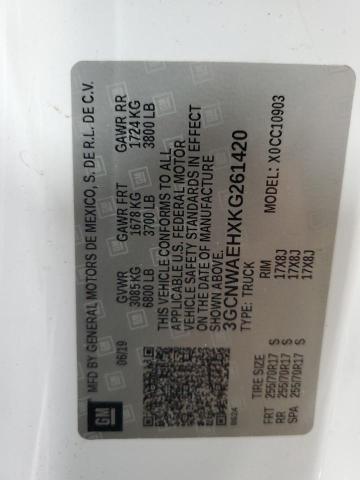 MFD BY GENERAL MOTORS DE MEXICO, S. DE R.L. DE C.V.
06/19
GVWR GAWR FRT GAWR RR
3085 KG 1678 KG 1724 KG
6800 LB 3700 LB 3800 LB
THIS VEHICLE CONFORMS TO ALL
APPLICABLE U.S. FEDERAL MOTOR
VEHICLE SAFETY STANDARDS IN EFFECT
ON THE DATE OF MANUFACTURE
SHOWN ABOVE.
3GCNWAEHXKG261420
TYPE: TRUCK MODEL: X0CC10903
8624
TIRE SIZE RIM
FRT 255/70R17 S 17X8J
RR 255/70R17 S 17X8J
SPA 255/70R17 S 17X8J
GM